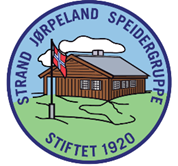 STRAND JØRPELAND SPEIDERGRUPPE
STIFTET 1920